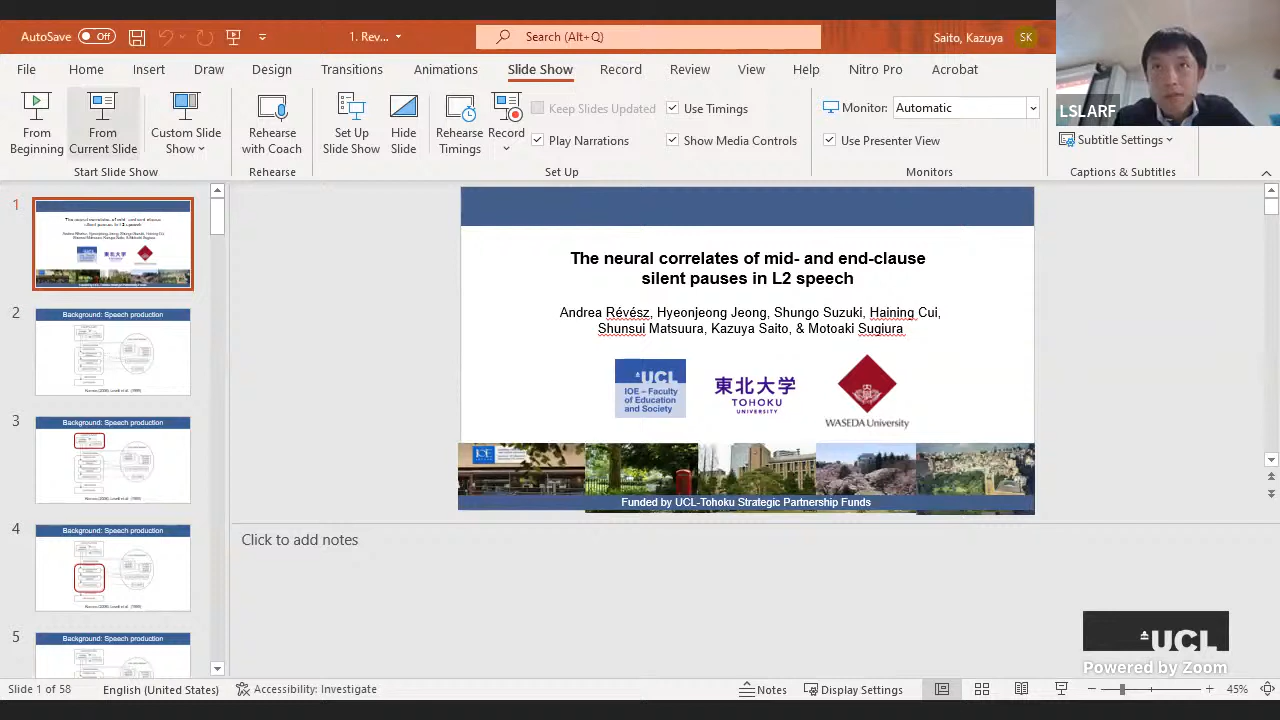 AutoSave
Off
1. Rev...
Search (Alt+Q)
Saito, Kazuya
SK
File
Home
Insert
Draw
Design
Transitions
Animations
Slide Show
Record
Review
View
Help
Nitro Pro
Acrobat
LSLARF
From
Beginning
From
Current Slide
Custom Slide
Show
Start Slide Show
Rehearse
with Coach
Rehearse
Set Up
Slide Show
Hide
Slide
Rehearse
Timings
Record
Keep Slides Updated
Use Timings
Play Narrations
Show Media Controls
Set Up
Monitor:
Automatic
Use Presenter View
Monitors
Subtitle Settings
Captions & Subtitles
1
2
Background: Speech production
3
Background: Speech production
4
Background: Speech production
5
Background: Speech production
The neural correlates of mid- and end-clause
silent pauses in L2 speech
Andrea Révész, Hyeonjeong Jeong, Shungo Suzuki, Haining Cui,
Shunsui Matsuura, Kazuya Saito, & Motoaki Sugiura
UCL
IOE – Faculty
of Education
and Society
東北大学
TOHOKU
UNIVERSITY
WASEDA University
IOE
Funded by UCL-Tohoku Strategic Partnership Funds
Click to add notes
UCL
Powered by Zoom
Slide 1 of 58
English (United States)
Accessibility: Investigate
Notes
Display Settings
45%